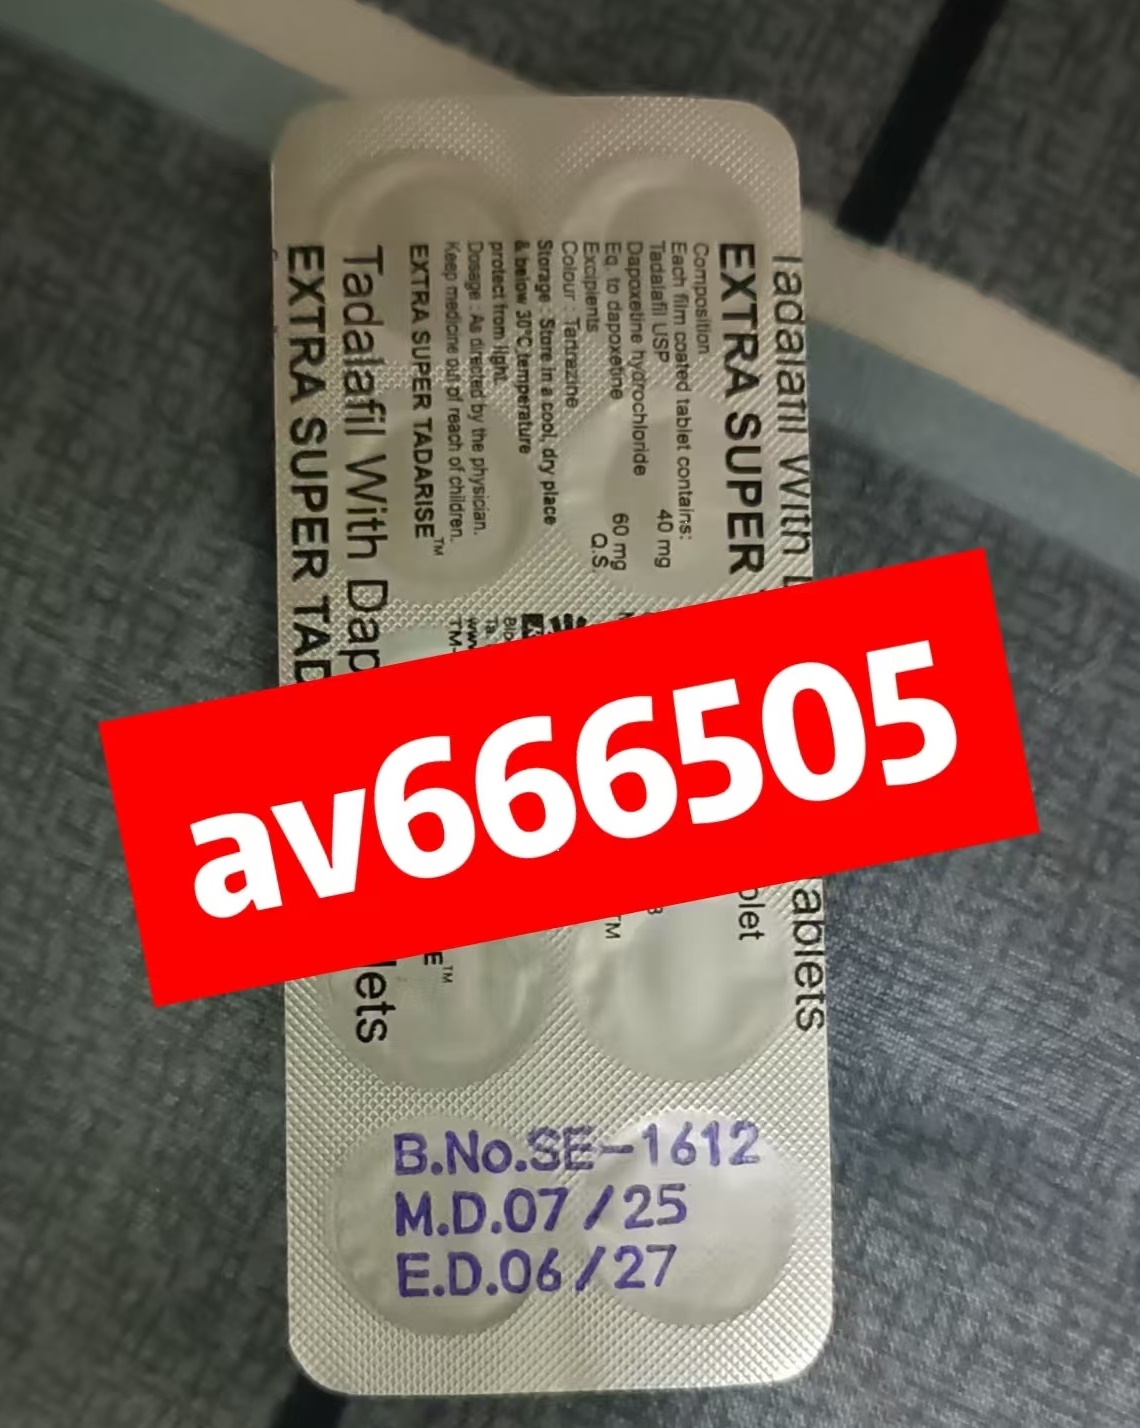 Tadalafil With
EXTRA SUPER
Composition
Each film coated tablet contains:
Tadalafil USP 40 mg
Dapoxetine hydrochloride
Eq. to dapoxetine 60 mg
Excipients Q.S.
Colour : Tartrazine
Storage : Store in a cool, dry place
& below 30°C temperature
protect from light.
Dosage : As directed by the physician.
Keep medicine out of reach of children.
EXTRA SUPER TADARISE™
Tadalafil With Dap
EXTRA SUPER TAD
TM
av666505
ablets
blet
TM
E™
lets
B.No.SE-1612
M.D.07/25
E.D.06/27